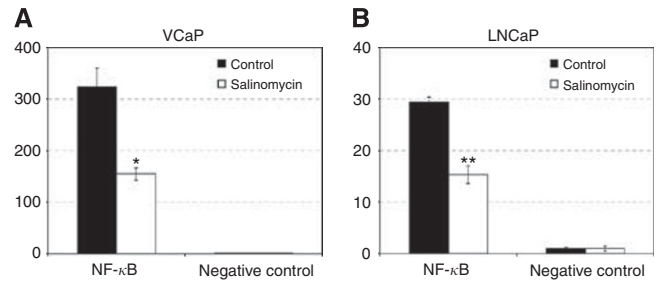 A
VCaP
400
300
200
100
0
Control
Salinomycin
*
NF-κB
Negative control
B
LNCaP
40
30
20
10
0
Control
Salinomycin
**
NF-κB
Negative control